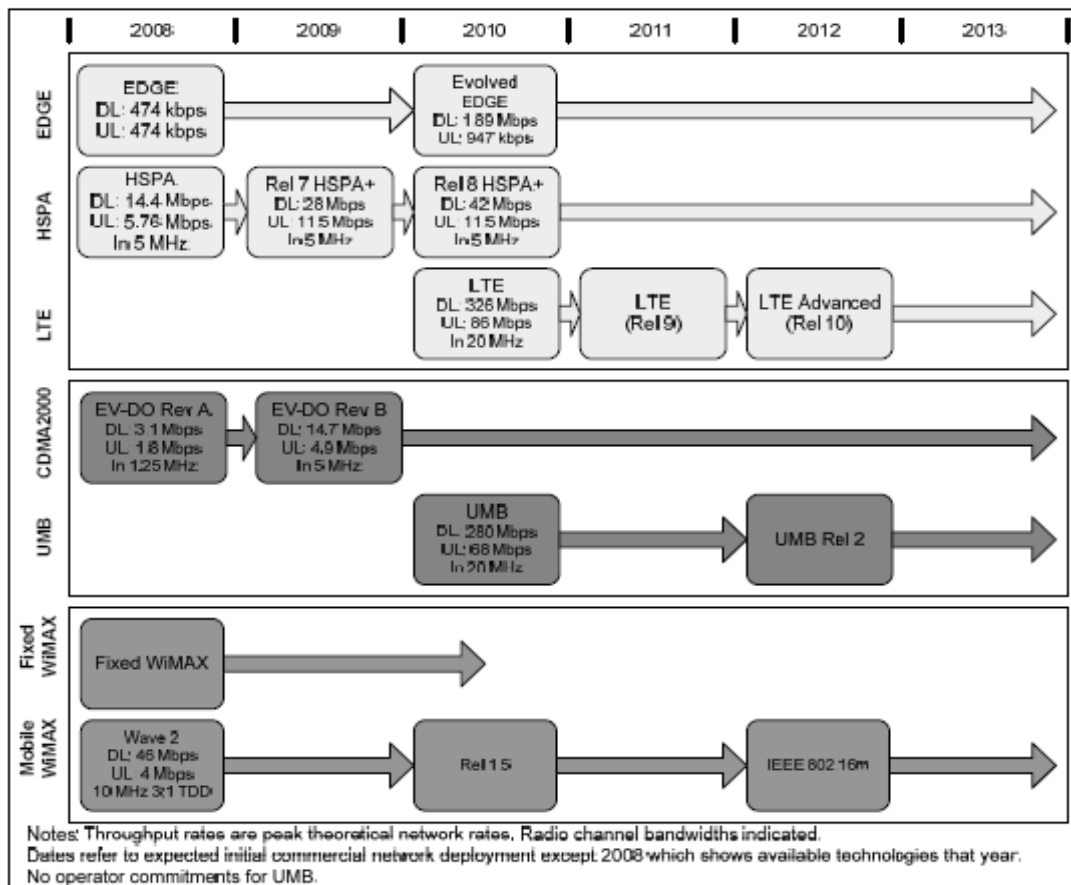 2008 2009 2010 2011 2012 2013
EDGE
EDGE
DL: 474 kbps
UL: 474 kbps
Evolved
EDGE
DL: 1.89 Mbps
UL: 947 kbps
HSPA
HSPA
DL: 14.4 Mbps
UL: 5.76 Mbps
In 5 MHz
Rel 7 HSPA+
DL: 28 Mbps
UL: 11.5 Mbps
In 5 MHz
Rel 8 HSPA+
DL: 42 Mbps
UL: 11.5 Mbps
In 5 MHz
LTE
LTE
DL: 326 Mbps
UL: 86 Mbps
In 20 MHz
LTE
(Rel 9)
LTE Advanced
(Rel 10)
CDMA2000
EV-DO Rev A
DL: 3.1 Mbps
UL: 1.8 Mbps
In 1.25 MHz
EV-DO Rev B
DL: 14.7 Mbps
UL: 4.9 Mbps
In 5 MHz
UMB
UMB
DL: 280 Mbps
UL: 68 Mbps
In 20 MHz
UMB Rel 2
Fixed
WiMAX
Fixed WiMAX
Mobile
WiMAX
Wave 2
DL: 46 Mbps
UL: 4 Mbps
10 MHz 3:1 TDD
Rel 1.5
IEEE 802.16m
Notes: Throughput rates are peak theoretical network rates. Radio channel bandwidths indicated.
Dates refer to expected initial commercial network deployment except 2008 which shows available technologies that year.
No operator commitments for UMB.